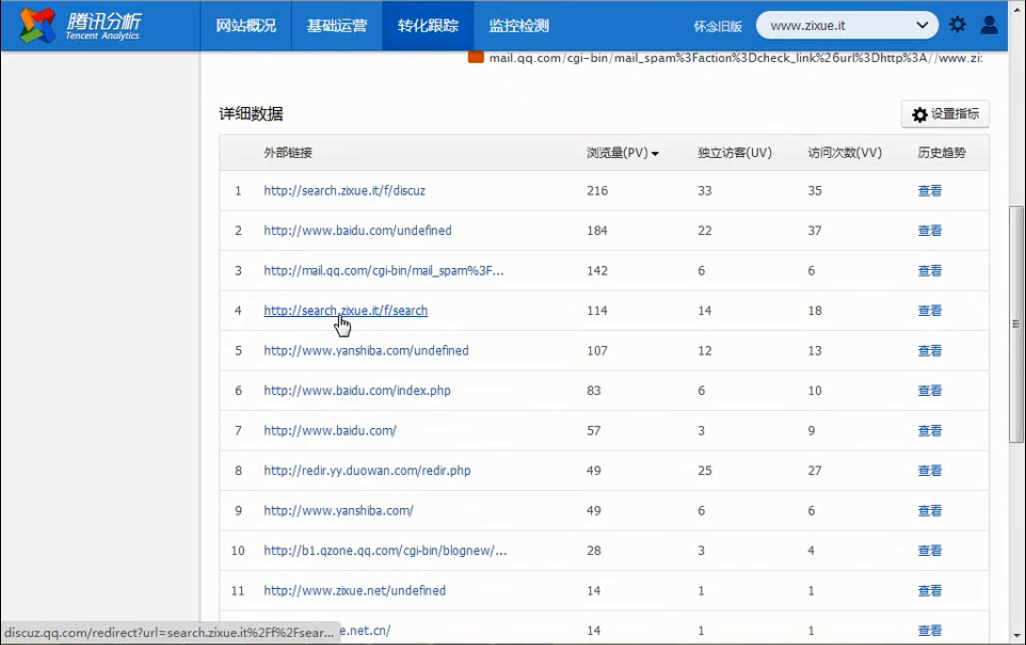 腾讯分析
Tencent Analytics
网站概况 基础运营 转化跟踪 监控检测 怀念旧版 www.zixue.it
mail.qq.com/cgi-bin/mail_spam%3Faction%3Dcheck_link%26url%3Dhttp%3A//www.zi:
详细数据 设置指标
外部链接 浏览量(PV) 独立访客(UV) 访问次数(VV) 历史趋势
1 http://search.zixue.it/f/discuz 216 33 35 查看
2 http://www.baidu.com/undefined 184 22 37 查看
3 http://mail.qq.com/cgi-bin/mail_spam%3F... 142 6 6 查看
4 http://search.zixue.it/f/search 114 14 18 查看
5 http://www.yanshiba.com/undefined 107 12 13 查看
6 http://www.baidu.com/index.php 83 6 10 查看
7 http://www.baidu.com/ 57 3 9 查看
8 http://redir.yy.duowan.com/redir.php 49 25 27 查看
9 http://www.yanshiba.com/ 49 6 6 查看
10 http://b1.qzone.qq.com/cgi-bin/blognew/... 28 3 4 查看
11 http://www.zixue.net/undefined 14 1 1 查看
e.net.cn/ 14 1 1 查看
discuz.qq.com/redirect?url=search.zixue.it%2Ff%2Fsear...